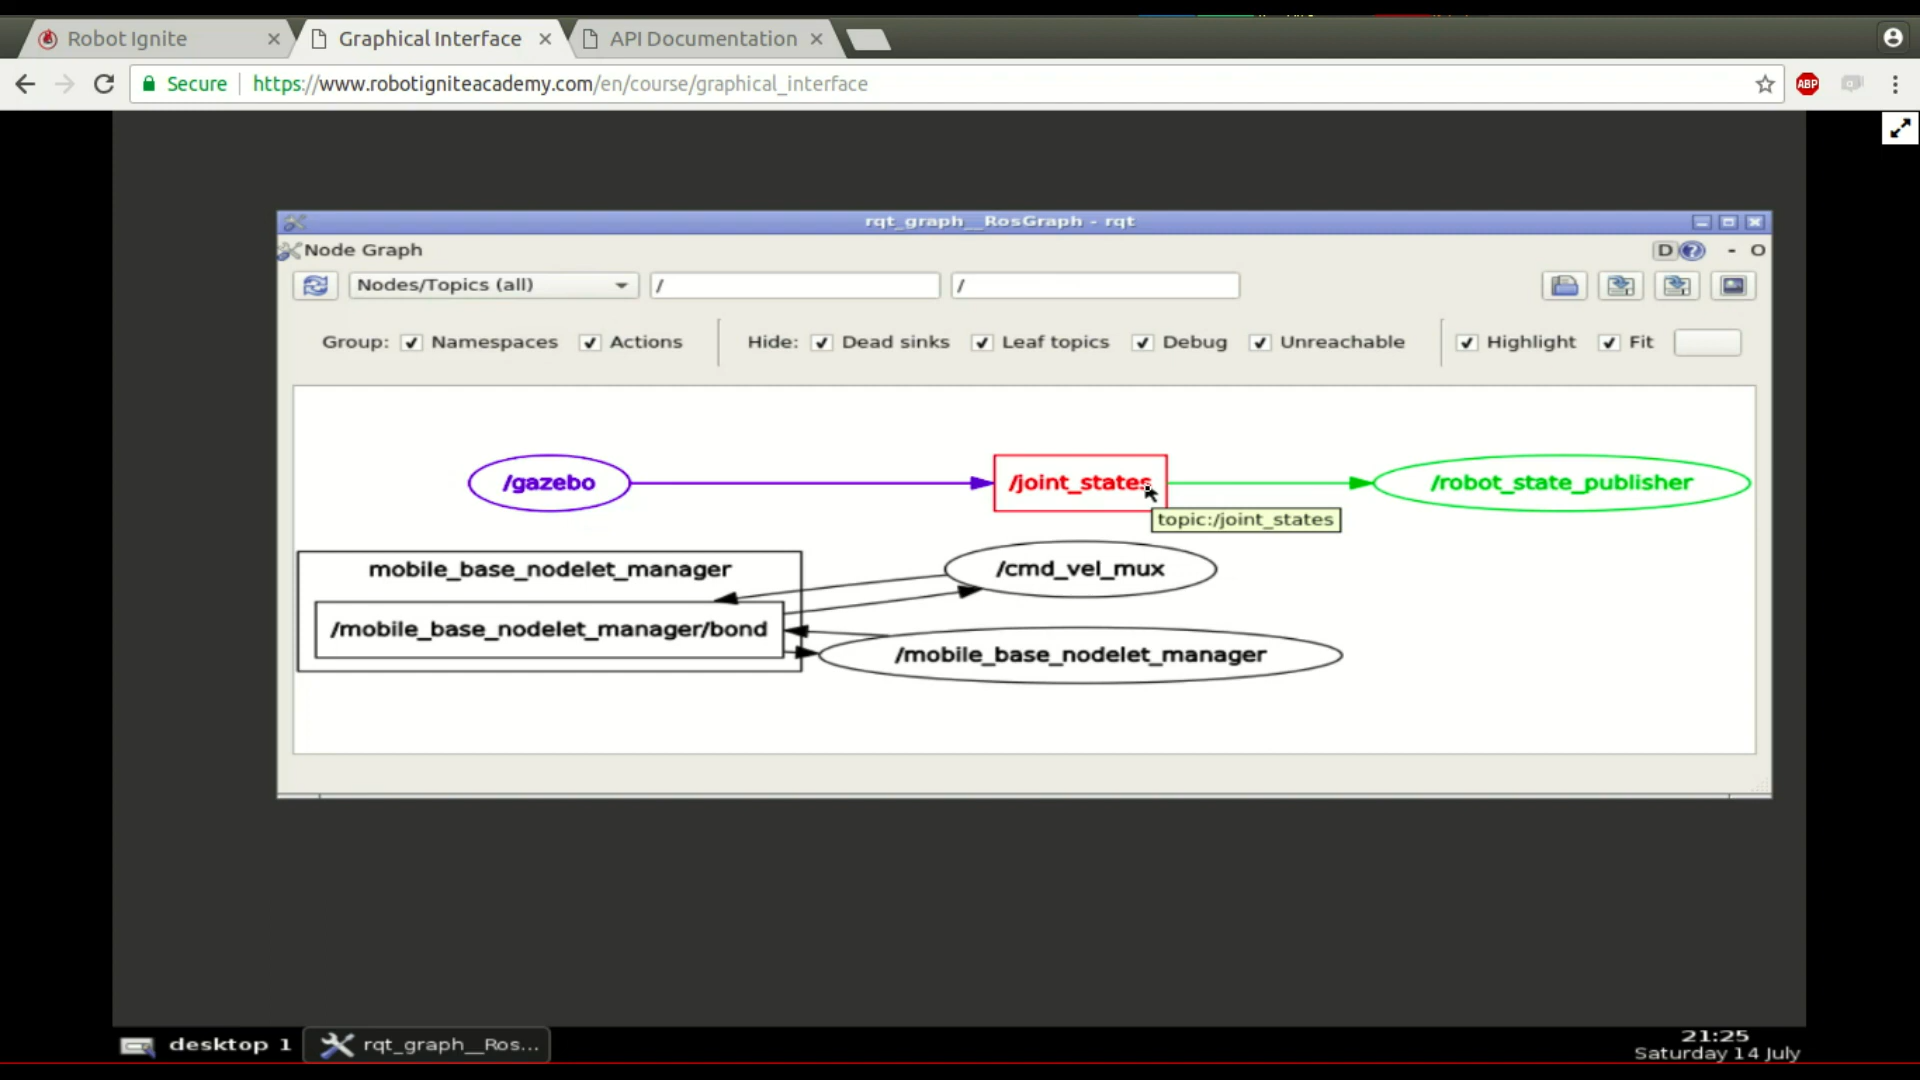 Robot Ignite
Graphical Interface
API Documentation
Secure
https://www.robotigniteacademy.com/en/course/graphical_interface
ABP
rqt_graph__RosGraph - rqt
Node Graph
D ? - O
Nodes/Topics (all)
/
/
Group: Namespaces Actions Hide: Dead sinks Leaf topics Debug Unreachable Highlight Fit
/gazebo
/joint_states
/robot_state_publisher
topic:/joint_states
mobile_base_nodelet_manager
/cmd_vel_mux
/mobile_base_nodelet_manager/bond
/mobile_base_nodelet_manager
desktop 1
rqt_graph__Ros...
21:25
Saturday 14 July